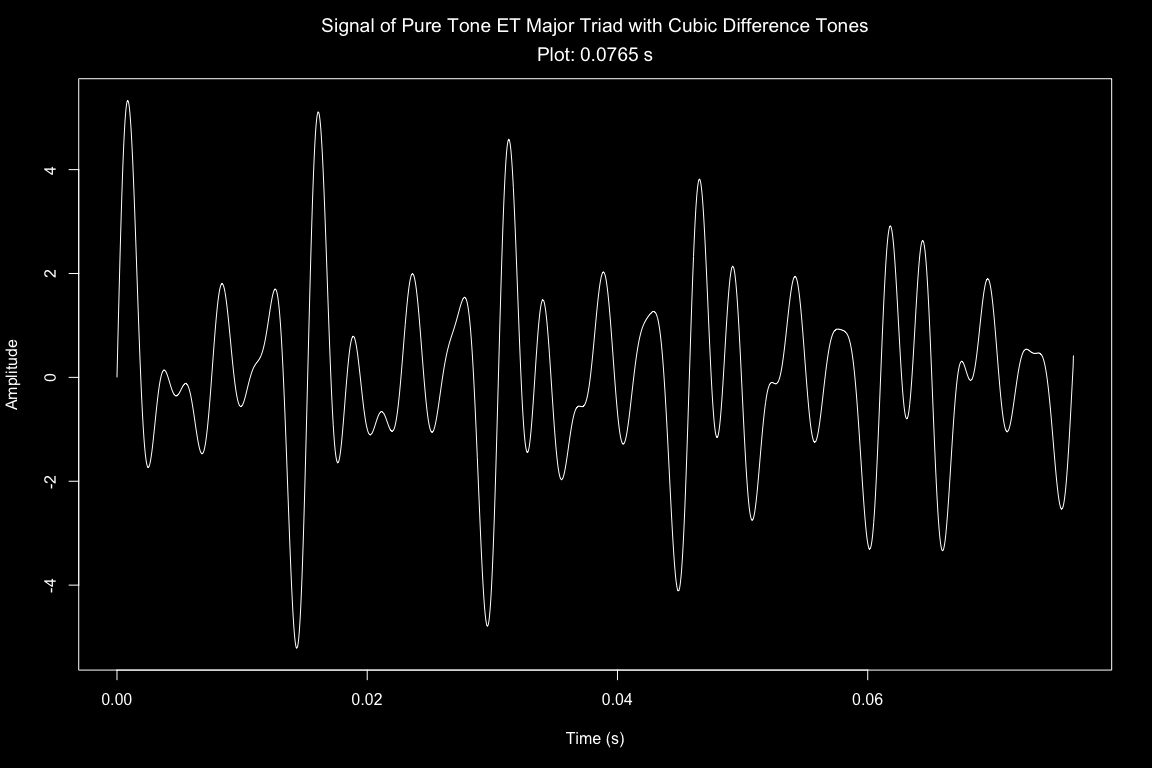 Signal of Pure Tone ET Major Triad with Cubic Difference Tones
Plot: 0.0765 s
Amplitude
4
2
0
-2
-4
0.00 0.02 0.04 0.06
Time (s)